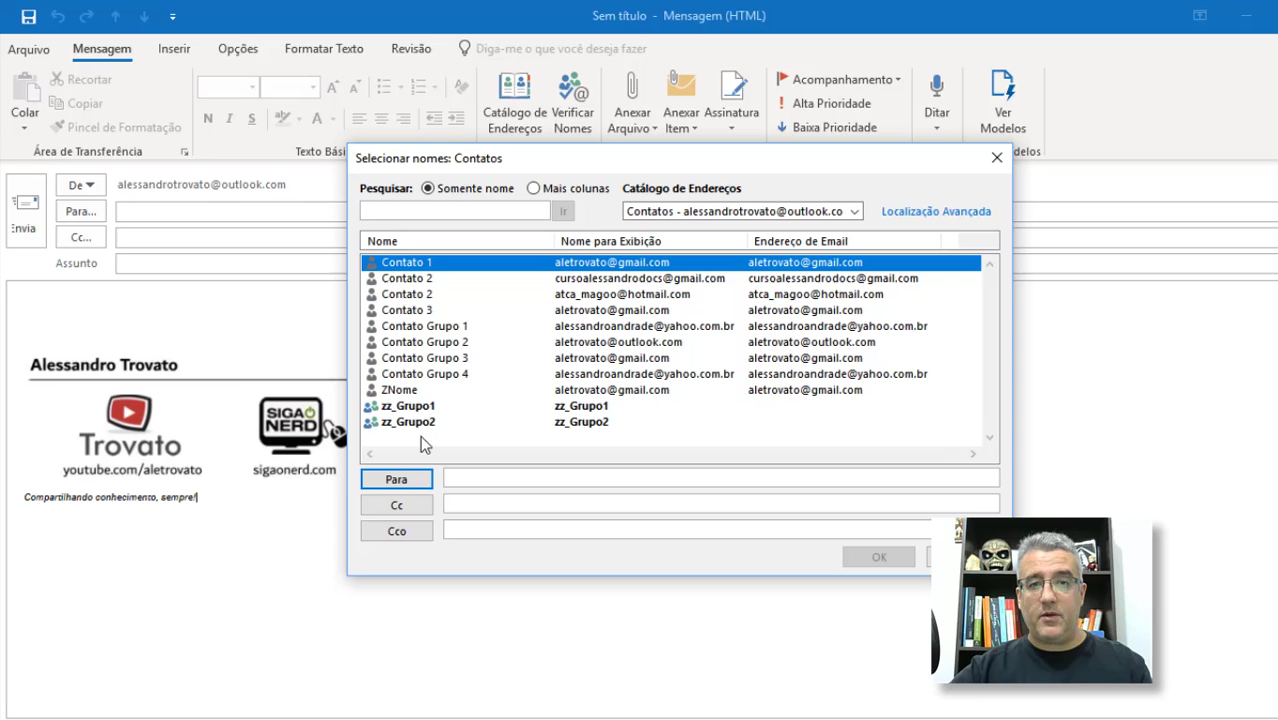 Sem título - Mensagem (HTML)
Arquivo Mensagem Inserir Opções Formatar Texto Revisão Diga-me o que você deseja fazer
Colar
Recortar
Copiar
Pincel de Formatação
Área de Transferência
N I S
A
Texto Bási
Catálogo de Endereços
Verificar Nomes
Anexar Arquivo
Anexar Item
Assinatura
Acompanhamento
Alta Prioridade
Baixa Prioridade
Ditar
Ver Modelos
delos
Envia
De alessandrotrovato@outlook.com
Para...
Cc...
Assunto
Selecionar nomes: Contatos
Pesquisar: Somente nome Mais colunas Catálogo de Endereços
Ir Contatos - alessandrotrovato@outlook.co Localização Avançada
Nome Nome para Exibição Endereço de Email
Contato 1 aletrovato@gmail.com aletrovato@gmail.com
Contato 2 cursoalessandrodocs@gmail.com cursoalessandrodocs@gmail.com
Contato 2 atca_magoo@hotmail.com atca_magoo@hotmail.com
Contato 3 aletrovato@gmail.com aletrovato@gmail.com
Contato Grupo 1 alessandroandrade@yahoo.com.br alessandroandrade@yahoo.com.br
Contato Grupo 2 aletrovato@outlook.com aletrovato@outlook.com
Contato Grupo 3 aletrovato@gmail.com aletrovato@gmail.com
Contato Grupo 4 alessandroandrade@yahoo.com.br alessandroandrade@yahoo.com.br
ZNome aletrovato@gmail.com aletrovato@gmail.com
zz_Grupo1 zz_Grupo1
zz_Grupo2 zz_Grupo2
Para
Cc
Cco
OK
Alessandro Trovato
Trovato
youtube.com/aletrovato
SIGAO
NERD
sigaonerd.com
Compartilhando conhecimento, sempre!